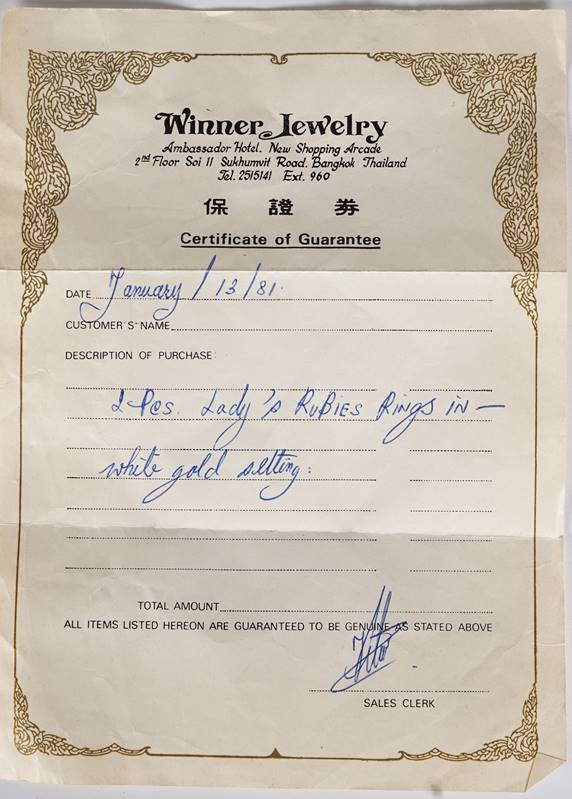 Winner Jewelry
Ambassador Hotel. New Shopping Arcade
2nd Floor Soi 11 Sukhumvit Road, Bangkok Thailand
Tel. 2515141 Ext. 960
保證券
Certificate of Guarantee
DATE January / 13 / 81.
CUSTOMER'S NAME
DESCRIPTION OF PURCHASE:
2-Pcs. Lady's RuBIES RINGS IN —
white gold setting:
TOTAL AMOUNT
ALL ITEMS LISTED HEREON ARE GUARANTEED TO BE GENUINE AS STATED ABOVE
SALES CLERK